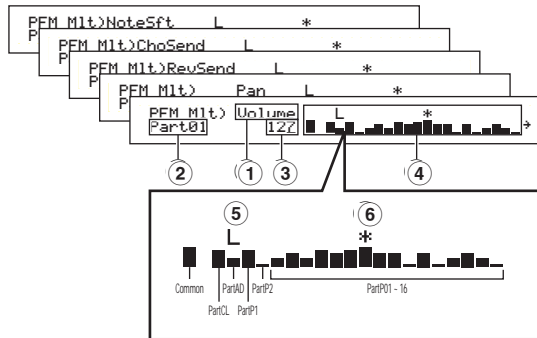 PFM Mlt)NoteSft L *
P
PFM Mlt)ChoSend L *
P
PFM Mlt)RevSend L *
P
PFM Mlt) Pan L *
P
PFM Mlt) Volume L *
Part01 127
2 1 3 4
5 6
L *
Common PartAD PartP2 PartP01 - 16
PartCL PartP1